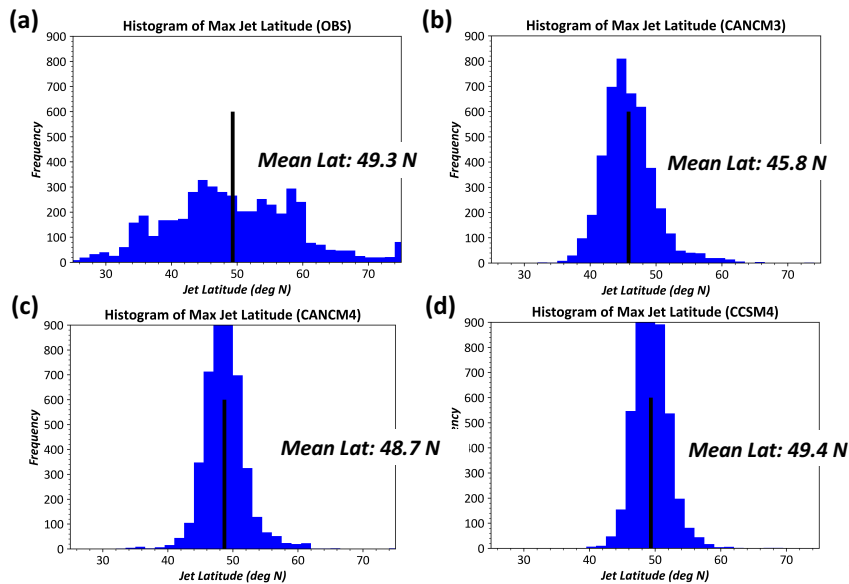 (a)
Histogram of Max Jet Latitude (OBS)
900
800
700
600
500
400
300
200
100
0
Frequency
Mean Lat: 49.3 N
30 40 50 60 70
Jet Latitude (deg N)
(b)
Histogram of Max Jet Latitude (CANCM3)
900
800
700
600
500
400
300
200
100
0
Frequency
Mean Lat: 45.8 N
30 40 50 60 70
Jet Latitude (deg N)
(c)
Histogram of Max Jet Latitude (CANCM4)
900
800
700
600
500
400
300
200
100
0
Frequency
Mean Lat: 48.7 N
30 40 50 60 70
Jet Latitude (deg N)
(d)
Histogram of Max Jet Latitude (CCSM4)
900
800
700
600
500
300
200
100
0
Mean Lat: 49.4 N
30 40 50 60 70
Jet Latitude (deg N)